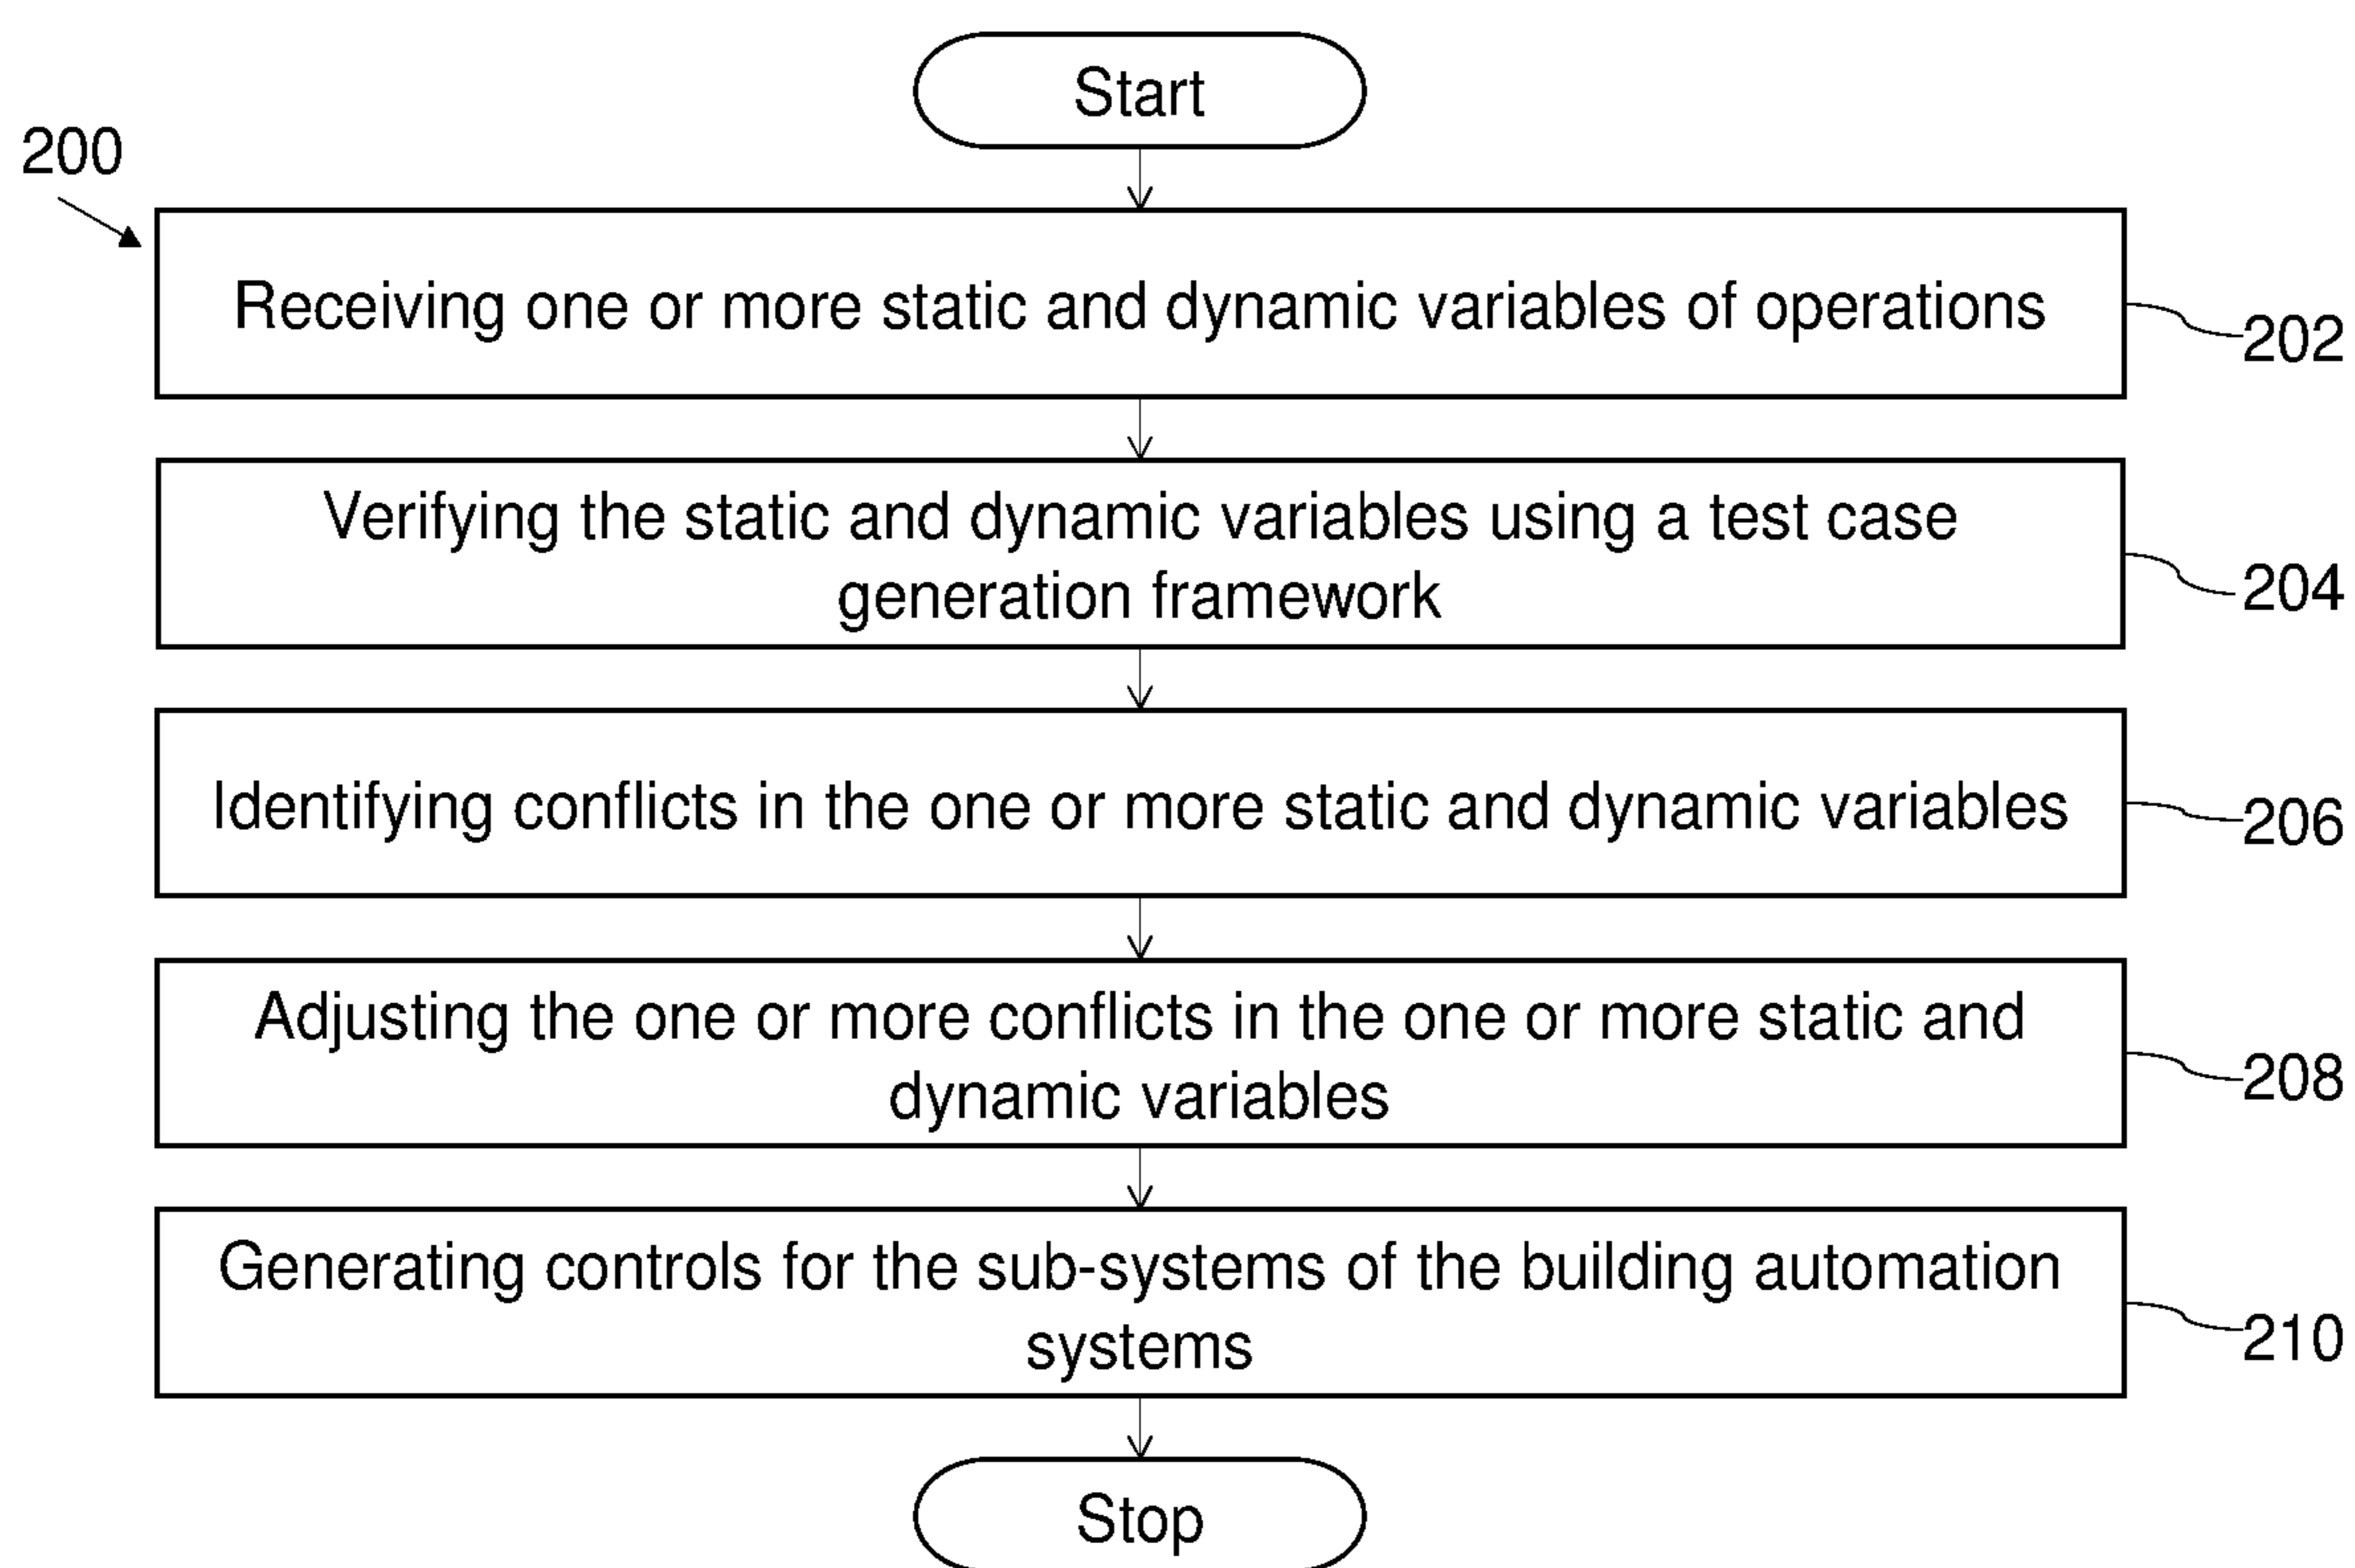 Start
200
Receiving one or more static and dynamic variables of operations
202
Verifying the static and dynamic variables using a test case
generation framework
204
Identifying conflicts in the one or more static and dynamic variables
206
Adjusting the one or more conflicts in the one or more static and
dynamic variables
208
Generating controls for the sub-systems of the building automation
systems
210
Stop